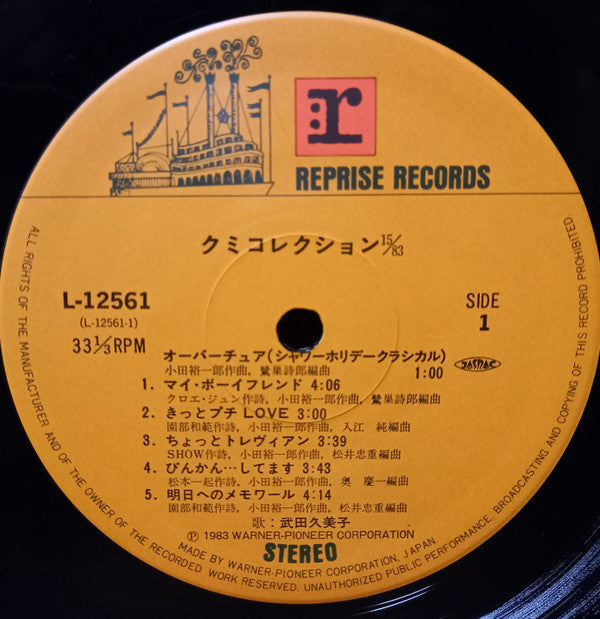 r
REPRISE RECORDS
クミコレクション15/83
L-12561
(L-12561-1)
33⅓RPM
SIDE
1
オーバーチュア(シャワーホリデークラシカル)
小田裕一郎作曲, 鷺巣詩郎編曲 1:00
JASRAC
1. マイ・ボーイフレンド 4:06
クロエ・ジュン作詩, 小田裕一郎作曲, 鷺巣詩郎編曲
2. きっとプチ LOVE 3:00
園部和範作詩, 小田裕一郎作曲, 入江 純編曲
3. ちょっとトレヴィアン 3:39
SHOW作詩, 小田裕一郎作曲, 松井忠重編曲
4. びんかん…してます 3:43
松本一起作詩, 小田裕一郎作曲, 奥 慶一編曲
5. 明日へのメモワール 4:14
園部和範作詩, 小田裕一郎作曲, 松井忠重編曲
歌: 武田久美子
Ⓟ 1983 WARNER-PIONEER CORPORATION
STEREO
MADE BY WARNER-PIONEER CORPORATION, JAPAN.
ALL RIGHTS OF THE MANUFACTURER AND OF THE OWNER OF THE RECORDED WORK RESERVED. UNAUTHORIZED PUBLIC PERFORMANCE, BROADCASTING AND COPYING OF THIS RECORD PROHIBITED.